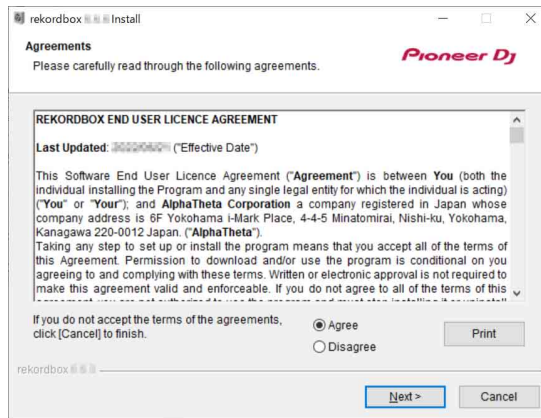 rekordbox Install
Agreements
Please carefully read through the following agreements.
Pioneer Dj
REKORDBOX END USER LICENCE AGREEMENT
Last Updated: ("Effective Date")
This Software End User Licence Agreement ("Agreement") is between You (both the
individual installing the Program and any single legal entity for which the individual is acting)
("You" or "Your"); and AlphaTheta Corporation a company registered in Japan whose
company address is 6F Yokohama i-Mark Place, 4-4-5 Minatomirai, Nishi-ku, Yokohama,
Kanagawa 220-0012 Japan. ("AlphaTheta").
Taking any step to set up or install the program means that you accept all of the terms of
this Agreement. Permission to download and/or use the program is conditional on you
agreeing to and complying with these terms. Written or electronic approval is not required to
make this agreement valid and enforceable. If you do not agree to all of the terms of this
If you do not accept the terms of the agreements,
click [Cancel] to finish.
Agree
Disagree
Print
rekordbox
Next >
Cancel